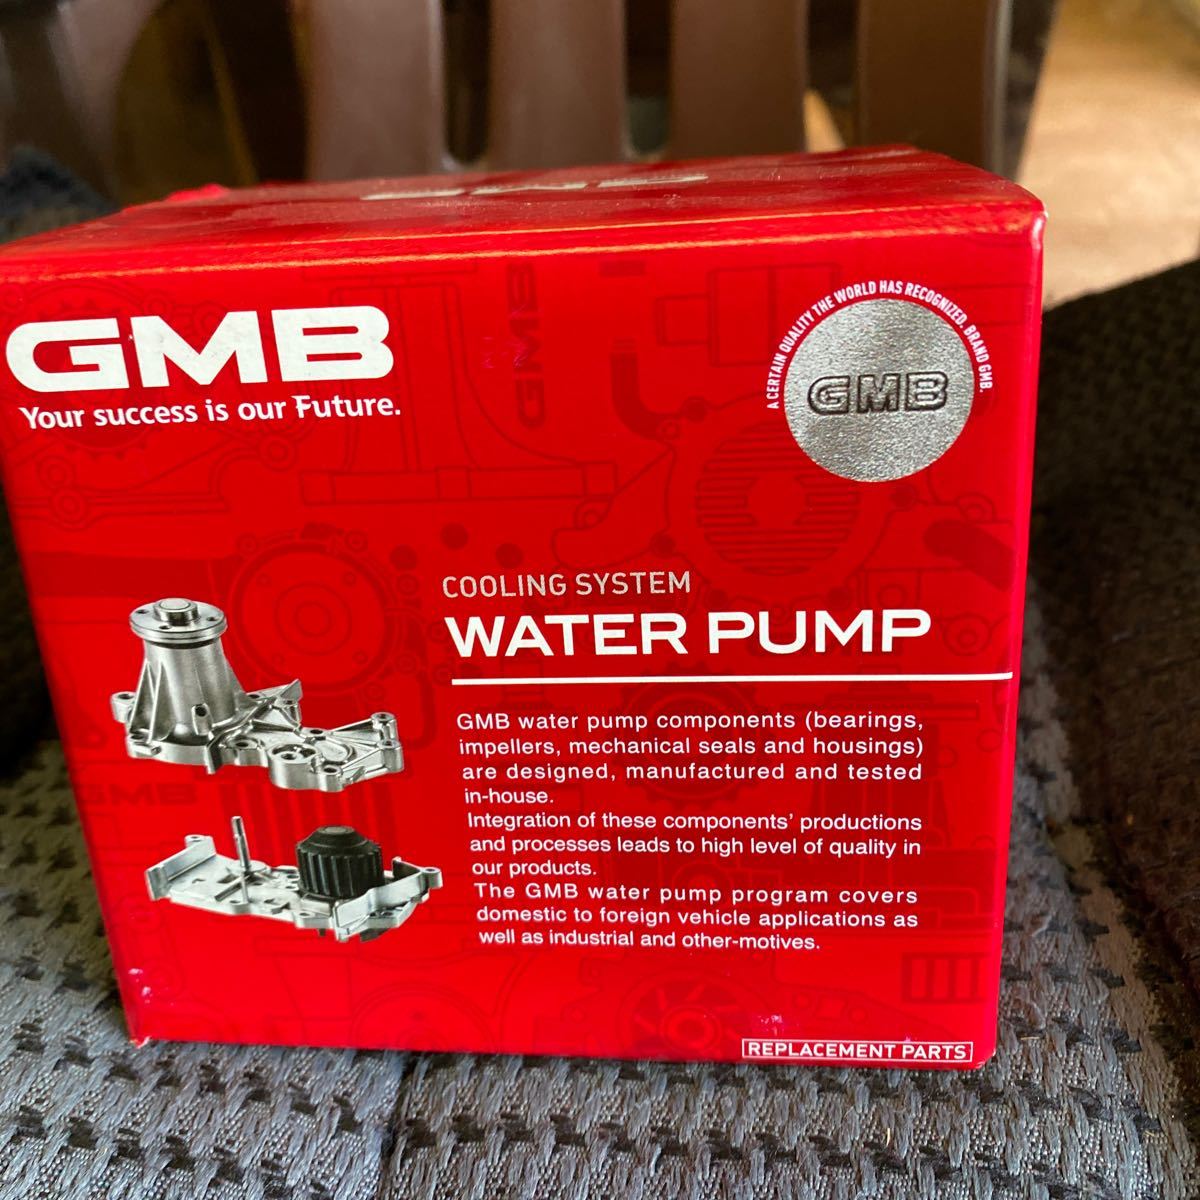 GMB
GMB
Your success is our Future.
A CERTAIN QUALITY THE WORLD HAS RECOGNIZED. BRAND GMB.
GMB
GMB
COOLING SYSTEM
WATER PUMP
GMB water pump components (bearings,
impellers, mechanical seals and housings)
are designed, manufactured and tested
in-house.
Integration of these components' productions
and processes leads to high level of quality in
our products.
The GMB water pump program covers
domestic to foreign vehicle applications as
well as industrial and other-motives.
GMB
REPLACEMENT PARTS